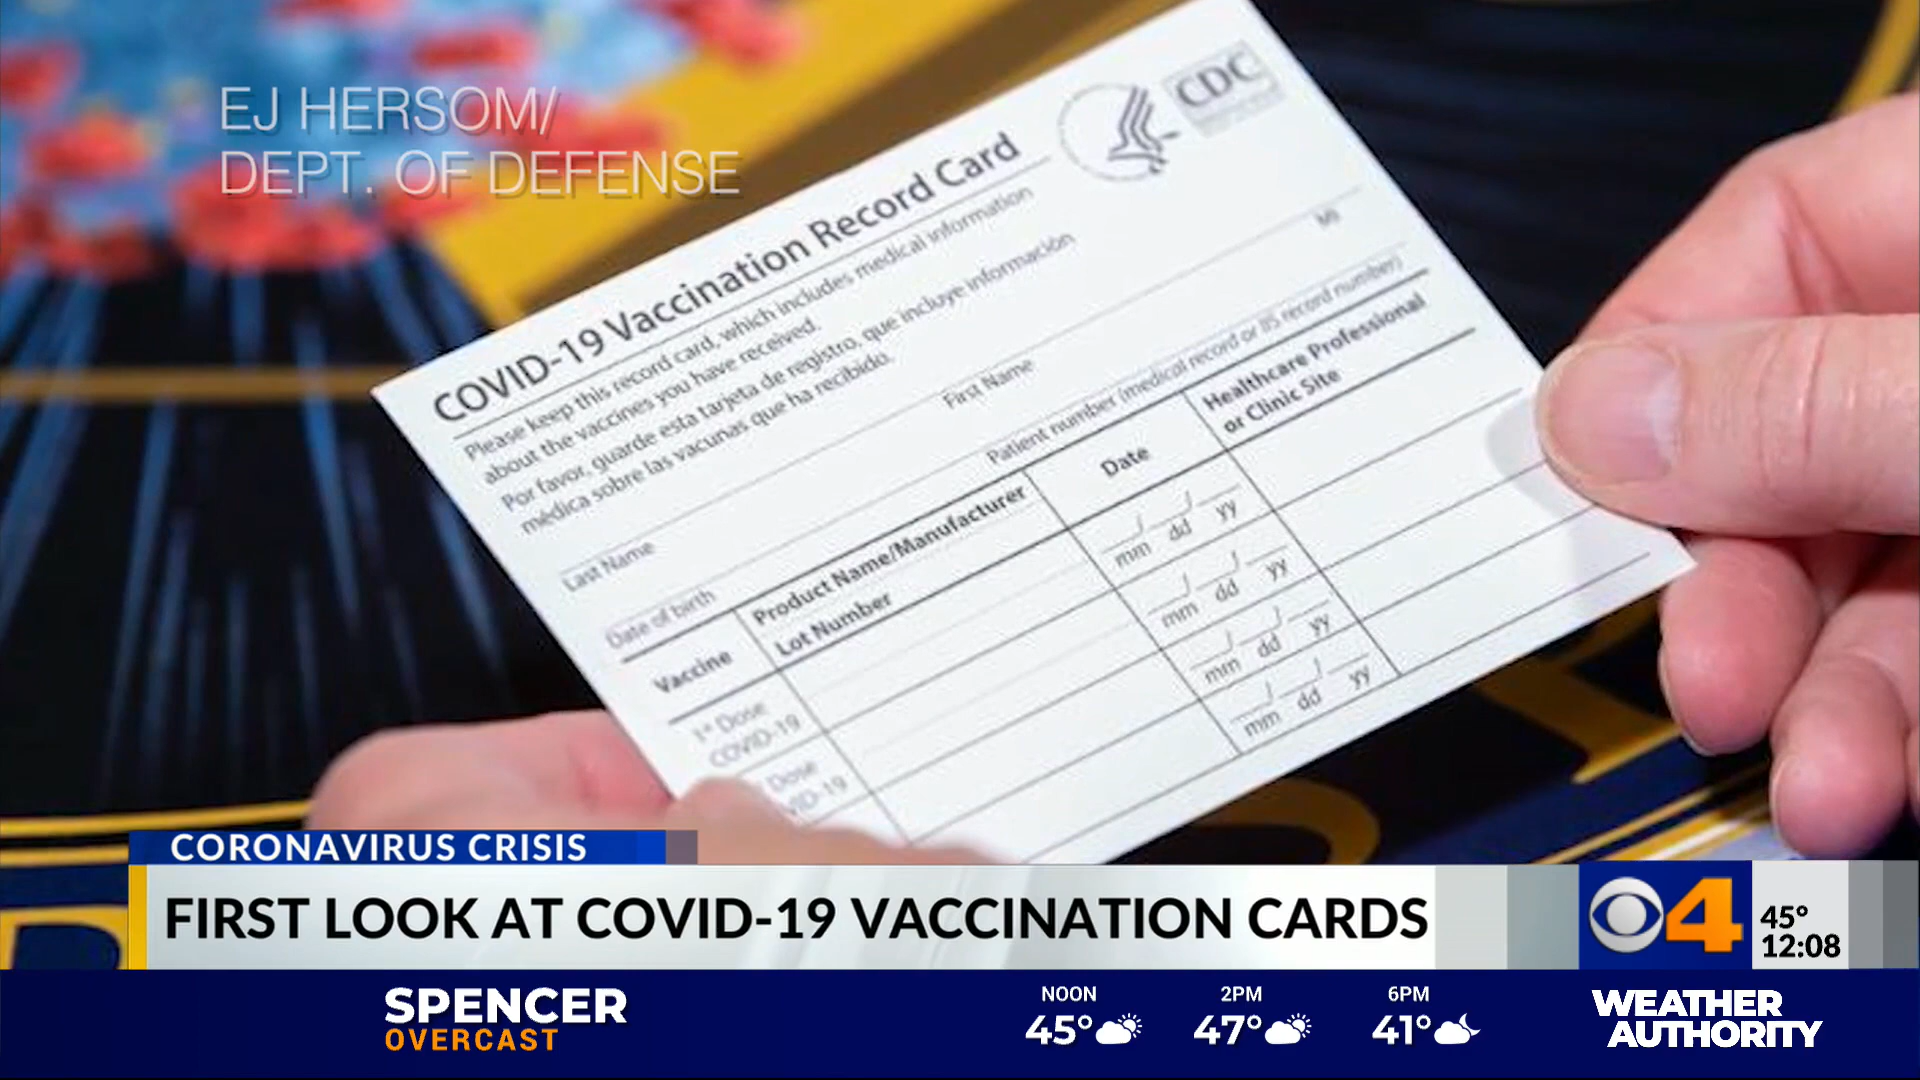 EJ HERSOM/
DEPT. OF DEFENSE
COVID-19 Vaccination Record Card
CDC
Please keep this record card, which includes medical information
about the vaccines you have received.
Por favor, guarde esta tarjeta de registro, que incluye información
médica sobre las vacunas que ha recibido.
Last Name
First Name
MI
Date of birth
Patient number (medical record or IIS record number)
Vaccine
Product Name/Manufacturer
Lot Number
Date
Healthcare Professional
or Clinic Site
1st Dose
COVID-19
mm dd yy
Dose
mm dd yy
mm dd yy
mm dd yy
CORONAVIRUS CRISIS
FIRST LOOK AT COVID-19 VACCINATION CARDS
4
45°
12:08
SPENCER
OVERCAST
NOON
45°
2PM
47°
6PM
41°
WEATHER
AUTHORITY